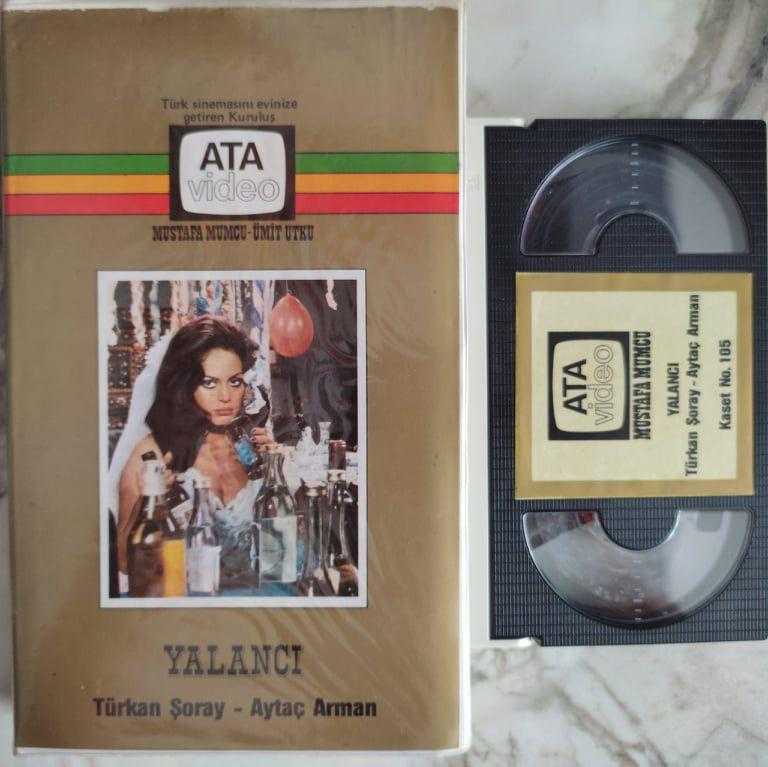 Türk sinemasını evinize
getiren Kuruluş
ATA
video
MUSTAFA MUMCU-ÜMİT UTKU
YALANCI
Türkan Şoray - Aytaç Arman
ATA
video
MUSTAFA MUMCU
YALANCI
Türkan Şoray - Aytaç Arman
Kaset No. 105